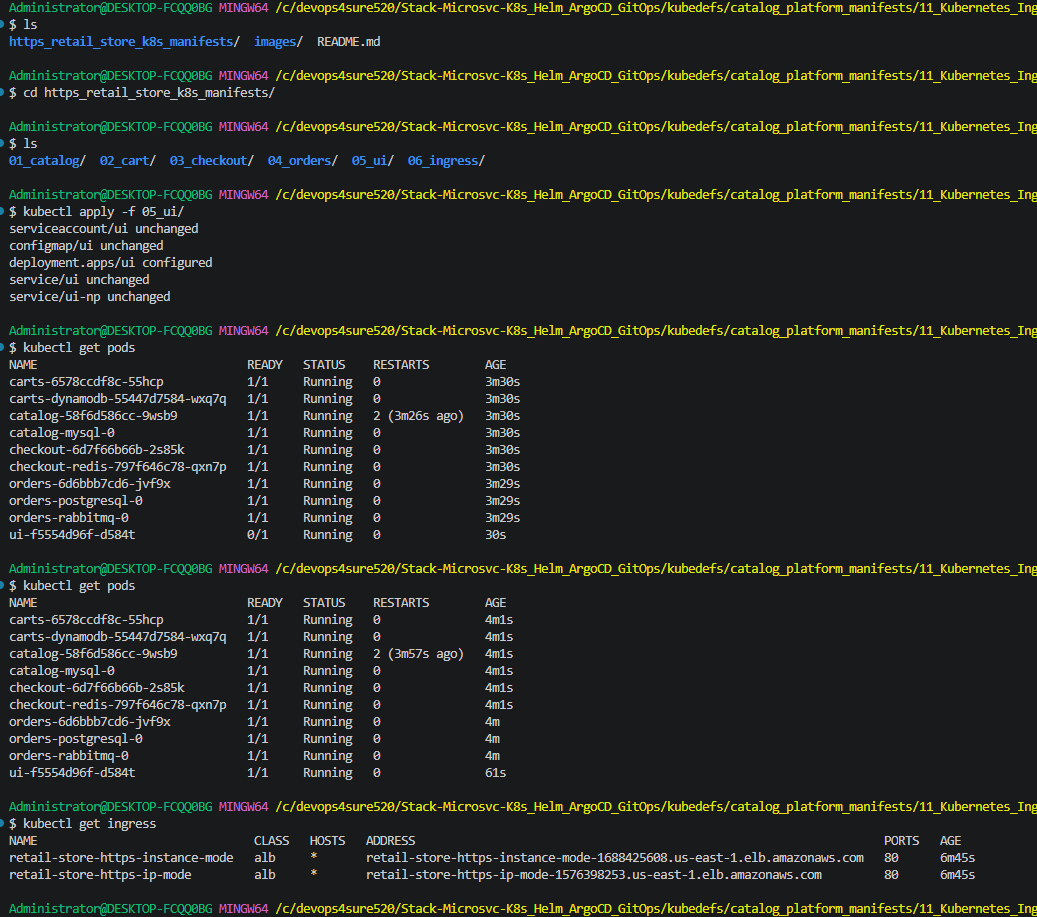 Administrator@DESKTOP-FCQQ0BG MINGW64 /c/devops4sure520/Stack-Microsvc-K8s_Helm_ArgoCD_GitOps/kubedefs/catalog_platform_manifests/11_Kubernetes_Ing
$ ls
https_retail_store_k8s_manifests/  images/  README.md
Administrator@DESKTOP-FCQQ0BG MINGW64 /c/devops4sure520/Stack-Microsvc-K8s_Helm_ArgoCD_GitOps/kubedefs/catalog_platform_manifests/11_Kubernetes_Ing
$ cd https_retail_store_k8s_manifests/
Administrator@DESKTOP-FCQQ0BG MINGW64 /c/devops4sure520/Stack-Microsvc-K8s_Helm_ArgoCD_GitOps/kubedefs/catalog_platform_manifests/11_Kubernetes_Ing
$ ls
01_catalog/  02_cart/  03_checkout/  04_orders/  05_ui/  06_ingress/
Administrator@DESKTOP-FCQQ0BG MINGW64 /c/devops4sure520/Stack-Microsvc-K8s_Helm_ArgoCD_GitOps/kubedefs/catalog_platform_manifests/11_Kubernetes_Ing
$ kubectl apply -f 05_ui/
serviceaccount/ui unchanged
configmap/ui unchanged
deployment.apps/ui configured
service/ui unchanged
service/ui-np unchanged
Administrator@DESKTOP-FCQQ0BG MINGW64 /c/devops4sure520/Stack-Microsvc-K8s_Helm_ArgoCD_GitOps/kubedefs/catalog_platform_manifests/11_Kubernetes_Ing
$ kubectl get pods
NAME                              READY   STATUS    RESTARTS        AGE
carts-6578ccdf8c-55hcp            1/1     Running   0               3m30s
carts-dynamodb-55447d7584-wxq7q   1/1     Running   0               3m30s
catalog-58f6d586cc-9wsb9          1/1     Running   2 (3m26s ago)   3m30s
catalog-mysql-0                   1/1     Running   0               3m30s
checkout-6d7f66b66b-2s85k         1/1     Running   0               3m30s
checkout-redis-797f646c78-qxn7p   1/1     Running   0               3m30s
orders-6d6bbb7cd6-jvf9x           1/1     Running   0               3m29s
orders-postgresql-0               1/1     Running   0               3m29s
orders-rabbitmq-0                 1/1     Running   0               3m29s
ui-f5554d96f-d584t                0/1     Running   0               30s
Administrator@DESKTOP-FCQQ0BG MINGW64 /c/devops4sure520/Stack-Microsvc-K8s_Helm_ArgoCD_GitOps/kubedefs/catalog_platform_manifests/11_Kubernetes_Ing
$ kubectl get pods
NAME                              READY   STATUS    RESTARTS        AGE
carts-6578ccdf8c-55hcp            1/1     Running   0               4m1s
carts-dynamodb-55447d7584-wxq7q   1/1     Running   0               4m1s
catalog-58f6d586cc-9wsb9          1/1     Running   2 (3m57s ago)   4m1s
catalog-mysql-0                   1/1     Running   0               4m1s
checkout-6d7f66b66b-2s85k         1/1     Running   0               4m1s
checkout-redis-797f646c78-qxn7p   1/1     Running   0               4m1s
orders-6d6bbb7cd6-jvf9x           1/1     Running   0               4m
orders-postgresql-0               1/1     Running   0               4m
orders-rabbitmq-0                 1/1     Running   0               4m
ui-f5554d96f-d584t                1/1     Running   0               61s
Administrator@DESKTOP-FCQQ0BG MINGW64 /c/devops4sure520/Stack-Microsvc-K8s_Helm_ArgoCD_GitOps/kubedefs/catalog_platform_manifests/11_Kubernetes_Ing
$ kubectl get ingress
NAME                               CLASS   HOSTS   ADDRESS                                                                   PORTS   AGE
retail-store-https-instance-mode   alb     *       retail-store-https-instance-mode-1688425608.us-east-1.elb.amazonaws.com   80      6m45s
retail-store-https-ip-mode         alb     *       retail-store-https-ip-mode-1576398253.us-east-1.elb.amazonaws.com         80      6m45s
Administrator@DESKTOP-FCQQ0BG MINGW64 /c/devops4sure520/Stack-Microsvc-K8s_Helm_ArgoCD_GitOps/kubedefs/catalog_platform_manifests/11_Kubernetes_Ing